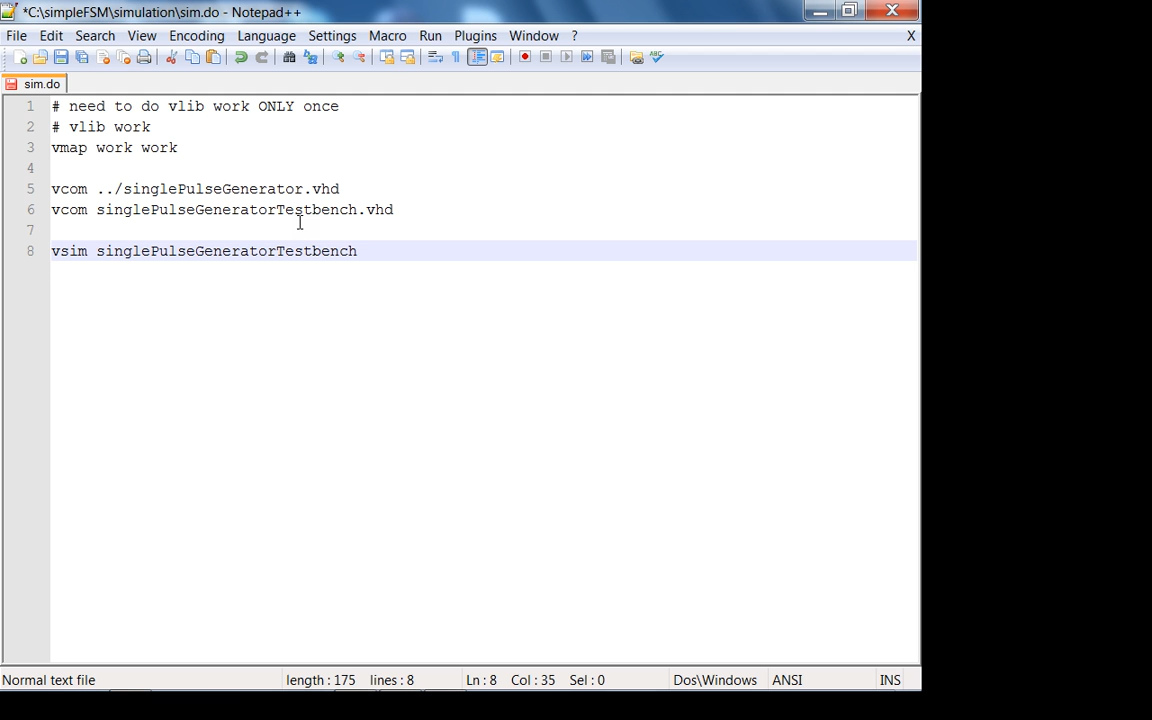 *C:\simpleFSM\simulation\sim.do - Notepad++
File Edit Search View Encoding Language Settings Macro Run Plugins Window ? X
sim.do
1 # need to do vlib work ONLY once
2 # vlib work
3 vmap work work
4
5 vcom ../singlePulseGenerator.vhd
6 vcom singlePulseGeneratorTestbench.vhd
7
8 vsim singlePulseGeneratorTestbench
Normal text file length : 175 lines : 8 Ln : 8 Col : 35 Sel : 0 Dos\Windows ANSI INS